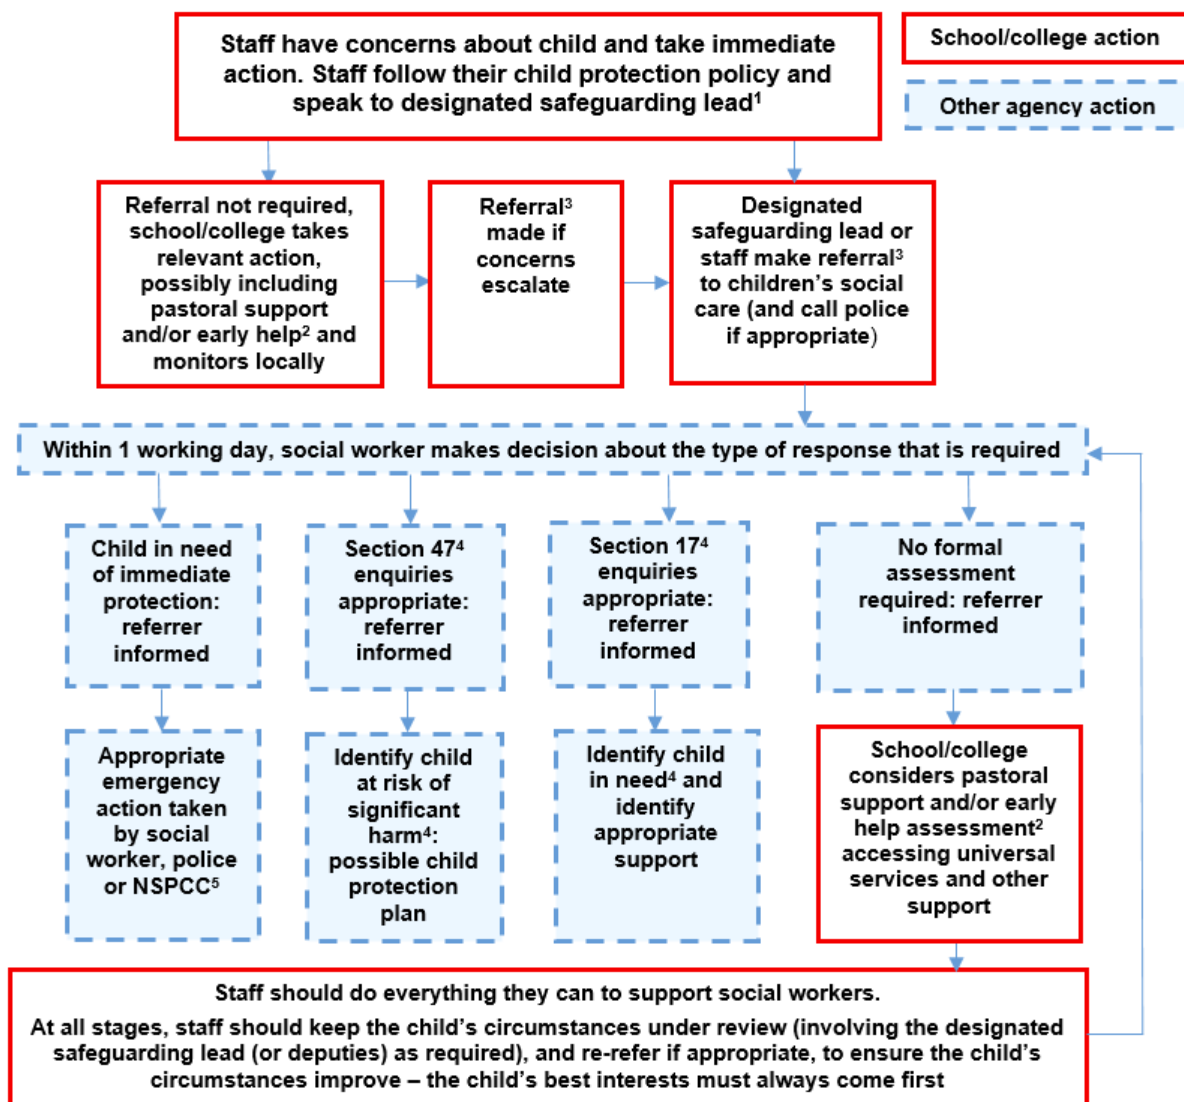 Staff have concerns about child and take immediate
action. Staff follow their child protection policy and
speak to designated safeguarding lead¹
School/college action
Other agency action
Referral not required,
school/college takes
relevant action,
possibly including
pastoral support
and/or early help² and
monitors locally
Referral³
made if
concerns
escalate
Designated
safeguarding lead or
staff make referral³
to children’s social
care (and call police
if appropriate)
Within 1 working day, social worker makes decision about the type of response that is required
Child in need
of immediate
protection:
referrer
informed
Section 47⁴
enquiries
appropriate:
referrer
informed
Section 17⁴
enquiries
appropriate:
referrer
informed
No formal
assessment
required: referrer
informed
Appropriate
emergency
action taken
by social
worker, police
or NSPCC⁵
Identify child
at risk of
significant
harm⁴:
possible child
protection
plan
Identify child
in need⁴ and
identify
appropriate
support
School/college
considers pastoral
support and/or early
help assessment²
accessing universal
services and other
support
Staff should do everything they can to support social workers.
At all stages, staff should keep the child’s circumstances under review (involving the designated
safeguarding lead (or deputies) as required), and re-refer if appropriate, to ensure the child’s
circumstances improve – the child’s best interests must always come first